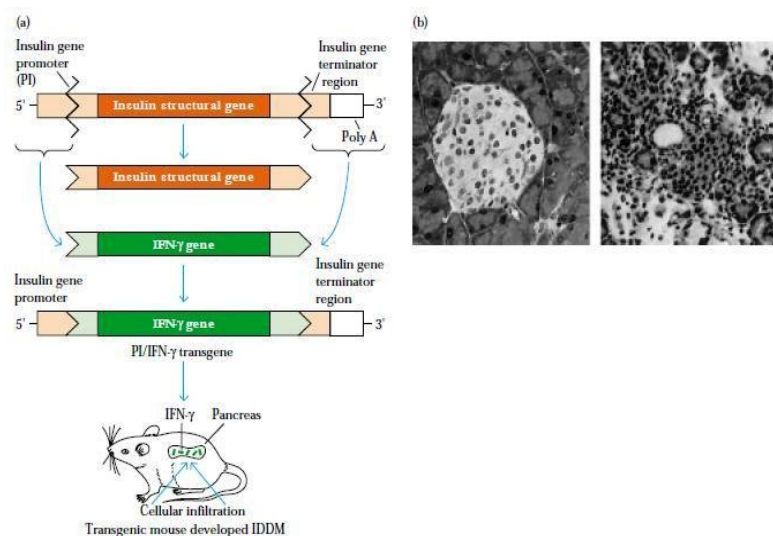 (a)
Insulin gene
promoter
(PI)
Insulin gene
terminator
region
5'
Insulin structural gene
3'
Poly A
Insulin structural gene
IFN-γ gene
Insulin gene
promoter
Insulin gene
terminator
region
5'
IFN-γ gene
3'
PI/IFN-γ transgene
IFN-γ
Pancreas
Cellular infiltration
Transgenic mouse developed IDDM
(b)